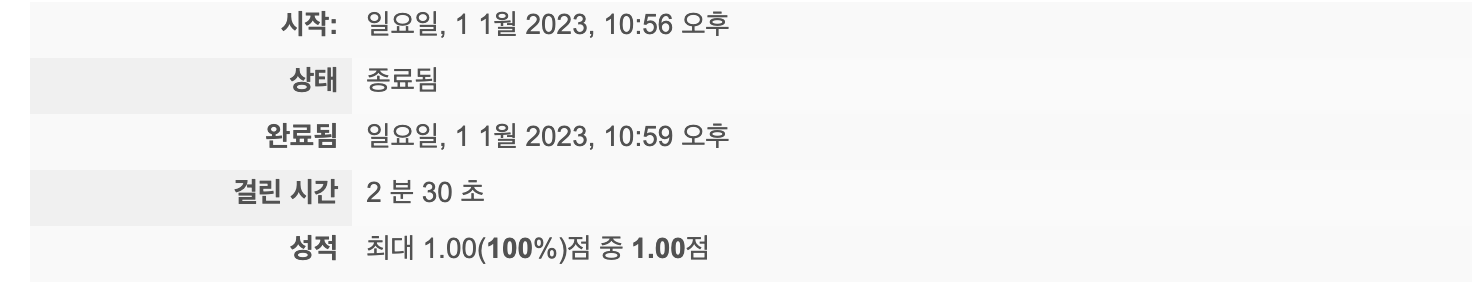 시작: 일요일, 1 1월 2023, 10:56 오후
상태 종료됨
완료됨 일요일, 1 1월 2023, 10:59 오후
걸린 시간 2 분 30 초
성적 최대 1.00(100%)점 중 1.00점